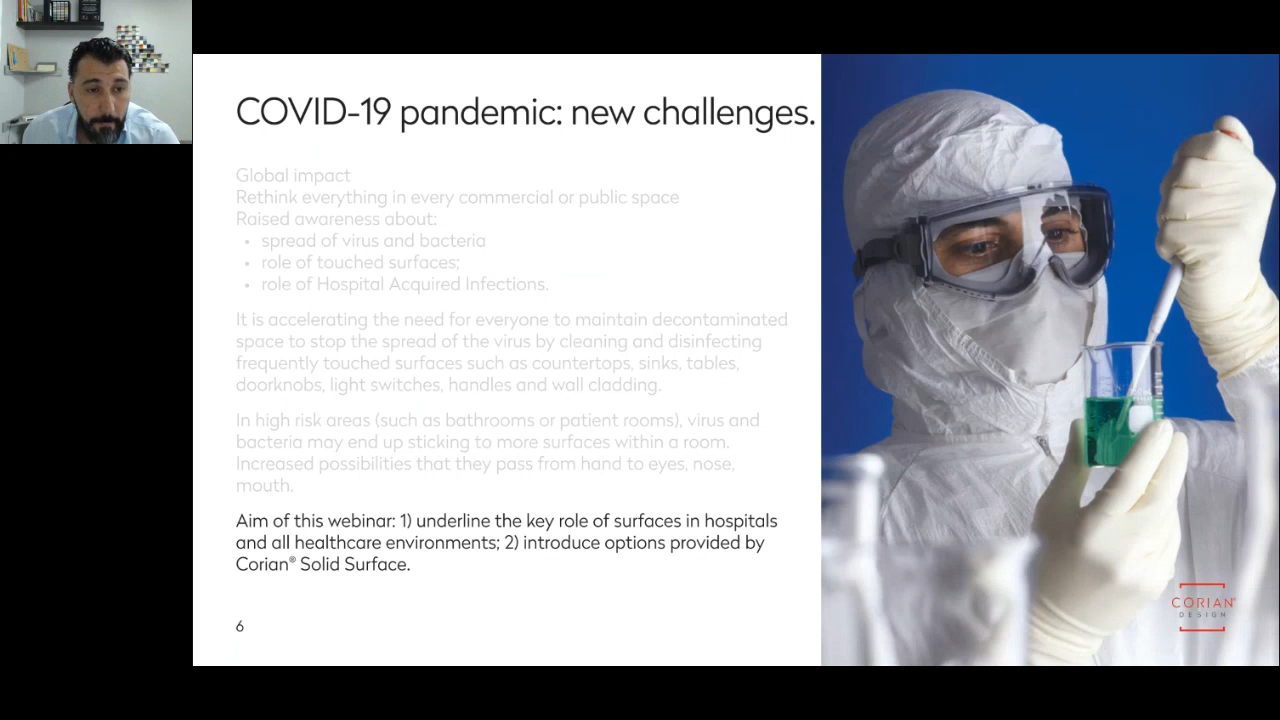 COVID-19 pandemic: new challenges.
Global impact
Rethink everything in every commercial or public space
Raised awareness about:
• spread of virus and bacteria
• role of touched surfaces;
• role of Hospital Acquired Infections.
It is accelerating the need for everyone to maintain decontaminated
space to stop the spread of the virus by cleaning and disinfecting
frequently touched surfaces such as countertops, sinks, tables,
doorknobs, light switches, handles and wall cladding.
In high risk areas (such as bathrooms or patient rooms), virus and
bacteria may end up sticking to more surfaces within a room.
Increased possibilities that they pass from hand to eyes, nose,
mouth.
Aim of this webinar: 1) underline the key role of surfaces in hospitals
and all healthcare environments; 2) introduce options provided by
Corian® Solid Surface.
6
CORIAN®
DESIGN